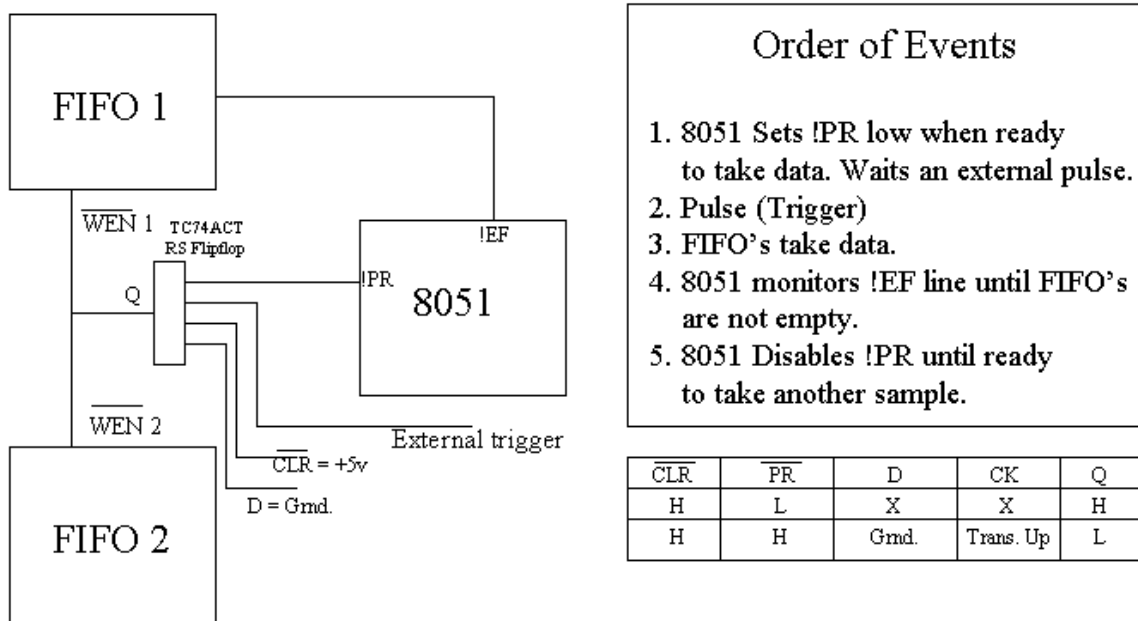 FIFO 1
WEN 1
TC74ACT
RS Flipflop
Q
!EF
!PR
8051
WEN 2
External trigger
CLR = +5v
D = Grnd.
FIFO 2
Order of Events
1. 8051 Sets !PR low when ready
to take data. Waits an external pulse.
2. Pulse (Trigger)
3. FIFO's take data.
4. 8051 monitors !EF line until FIFO's
are not empty.
5. 8051 Disables !PR until ready
to take another sample.
CLR PR D CK Q
H L X X H
H H Grnd. Trans. Up L